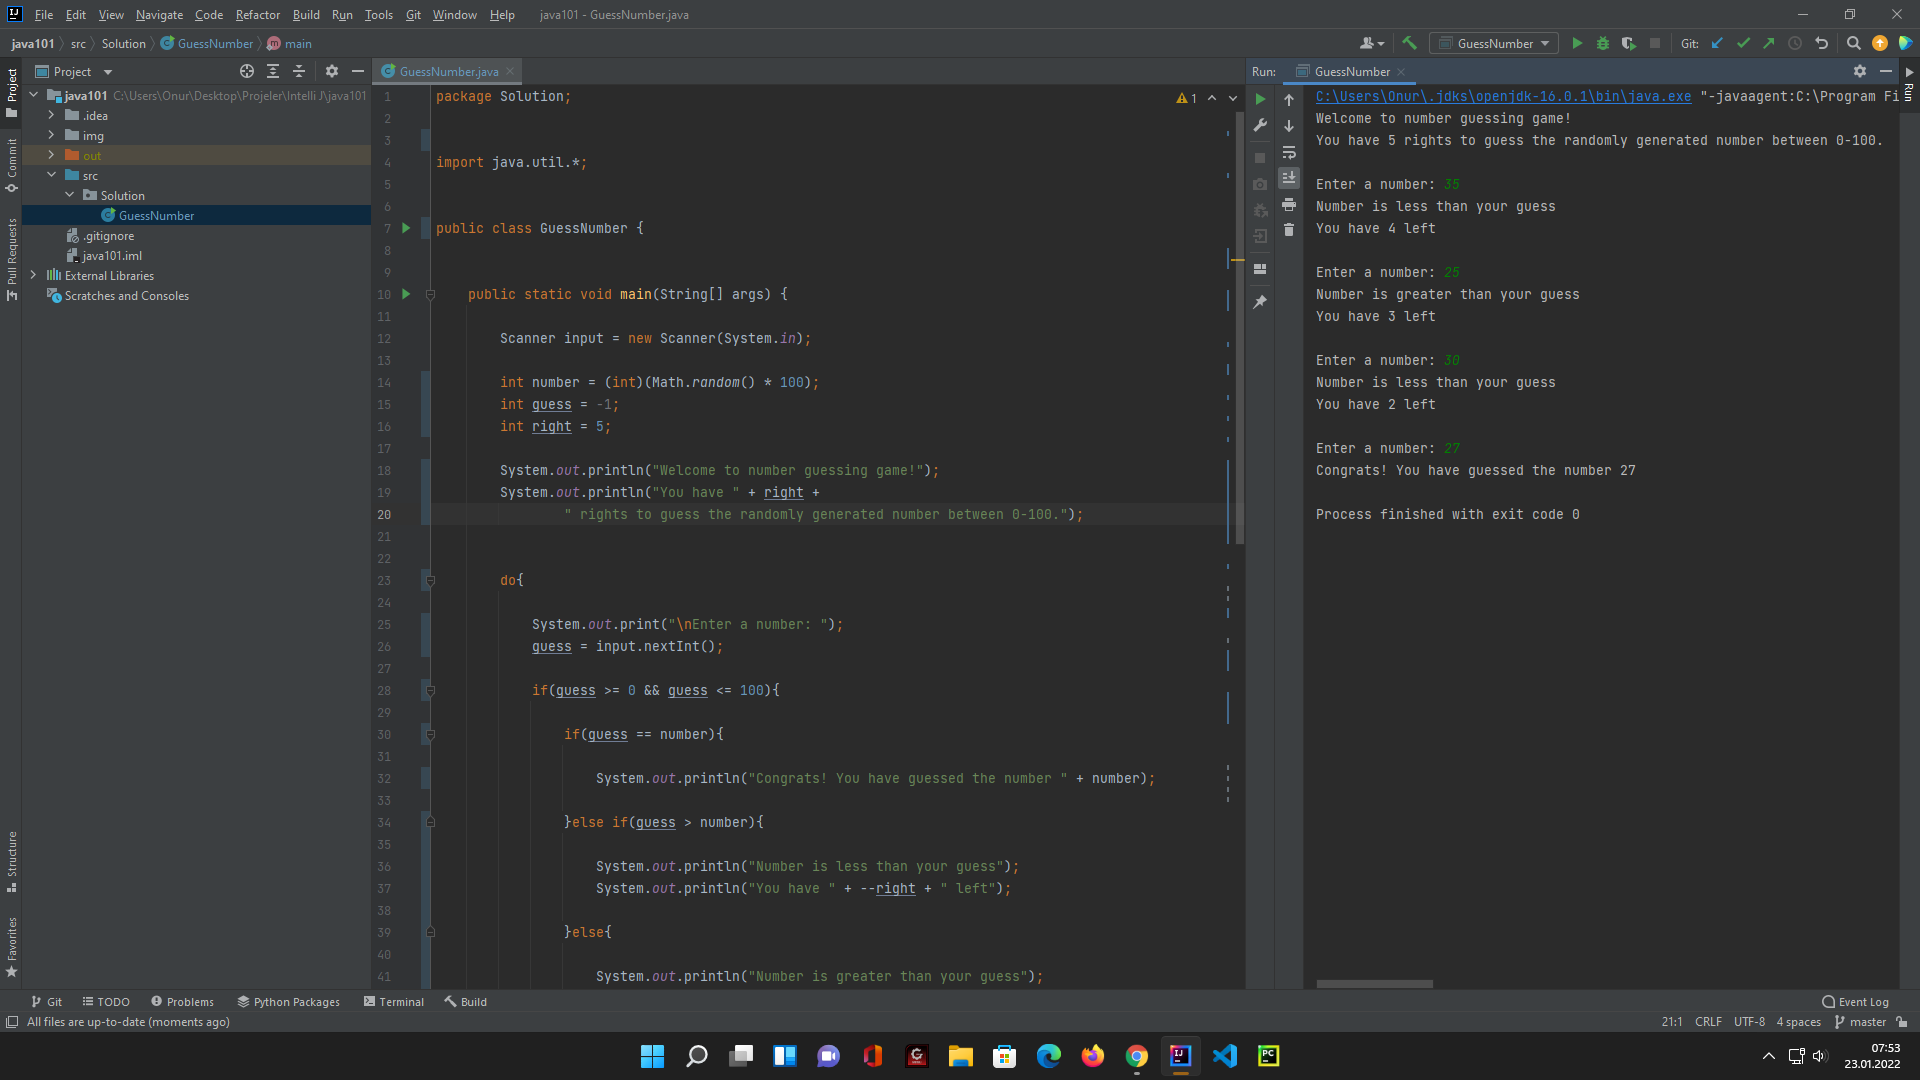 File Edit View Navigate Code Refactor Build Run Tools Git Window Help java101 - GuessNumber.java
java101 src Solution GuessNumber main
GuessNumber
Git:
Project
java101 C:\Users\Onur\Desktop\Projeler\Intelli J\java101
.idea
img
out
src
Solution
GuessNumber
.gitignore
java101.iml
External Libraries
Scratches and Consoles
Project
Commit
Pull Requests
Structure
Favorites
GuessNumber.java
1
1 package Solution;
2
3
4 import java.util.*;
5
6
7 public class GuessNumber {
8
9
10 public static void main(String[] args) {
11
12 Scanner input = new Scanner(System.in);
13
14 int number = (int)(Math.random() * 100);
15 int guess = -1;
16 int right = 5;
17
18 System.out.println("Welcome to number guessing game!");
19 System.out.println("You have " + right +
20 " rights to guess the randomly generated number between 0-100.");
21
22
23 do{
24
25 System.out.print("\nEnter a number: ");
26 guess = input.nextInt();
27
28 if(guess >= 0 && guess <= 100){
29
30 if(guess == number){
31
32 System.out.println("Congrats! You have guessed the number " + number);
33
34 }else if(guess > number){
35
36 System.out.println("Number is less than your guess");
37 System.out.println("You have " + --right + " left");
38
39 }else{
40
41 System.out.println("Number is greater than your guess");
Run: GuessNumber
Run
C:\Users\Onur\.jdks\openjdk-16.0.1\bin\java.exe "-javaagent:C:\Program Fi
Welcome to number guessing game!
You have 5 rights to guess the randomly generated number between 0-100.
Enter a number: 35
Number is less than your guess
You have 4 left
Enter a number: 25
Number is greater than your guess
You have 3 left
Enter a number: 30
Number is less than your guess
You have 2 left
Enter a number: 27
Congrats! You have guessed the number 27
Process finished with exit code 0
Git TODO Problems Python Packages Terminal Build Event Log
All files are up-to-date (moments ago) 21:1 CRLF UTF-8 4 spaces master
IJ
PC
07:53
23.01.2022